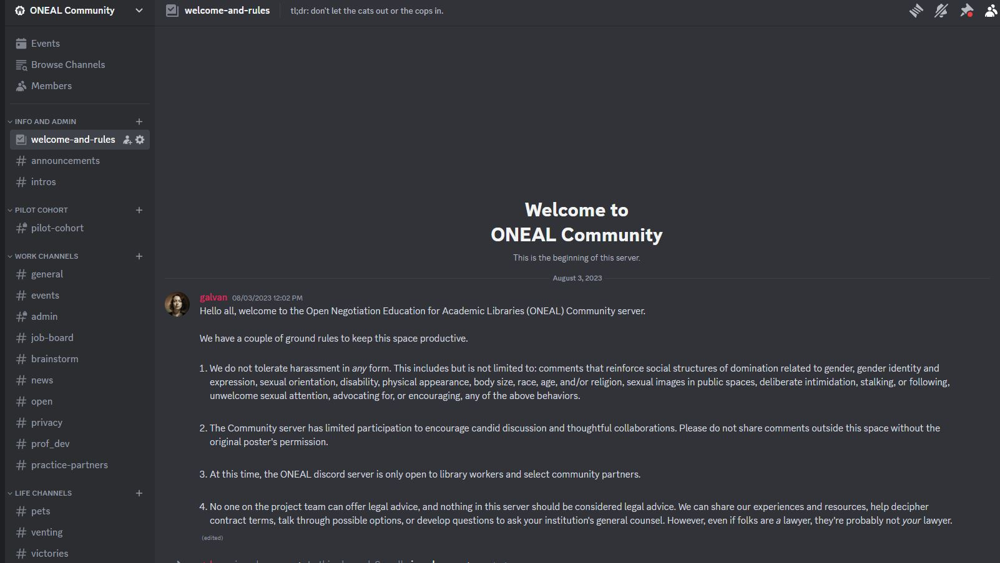 ONEAL Community
welcome-and-rules
tl;dr: don't let the cats out or the cops in.
Events
Browse Channels
Members
INFO AND ADMIN
welcome-and-rules
announcements
intros
PILOT COHORT
pilot-cohort
WORK CHANNELS
general
events
admin
job-board
brainstorm
news
open
privacy
prof_dev
practice-partners
LIFE CHANNELS
pets
venting
victories
Welcome to
ONEAL Community
This is the beginning of this server.
August 3, 2023
galvan 08/03/2023 12:02 PM
Hello all, welcome to the Open Negotiation Education for Academic Libraries (ONEAL) Community server.
We have a couple of ground rules to keep this space productive.
1. We do not tolerate harassment in any form. This includes but is not limited to: comments that reinforce social structures of domination related to gender, gender identity and
expression, sexual orientation, disability, physical appearance, body size, race, age, and/or religion, sexual images in public spaces, deliberate intimidation, stalking, or following,
unwelcome sexual attention, advocating for, or encouraging, any of the above behaviors.
2. The Community server has limited participation to encourage candid discussion and thoughtful collaborations. Please do not share comments outside this space without the
original poster's permission.
3. At this time, the ONEAL discord server is only open to library workers and select community partners.
4. No one on the project team can offer legal advice, and nothing in this server should be considered legal advice. We can share our experiences and resources, help decipher
contract terms, talk through possible options, or develop questions to ask your institution's general counsel. However, even if folks are a lawyer, they're probably not your lawyer.
(edited)